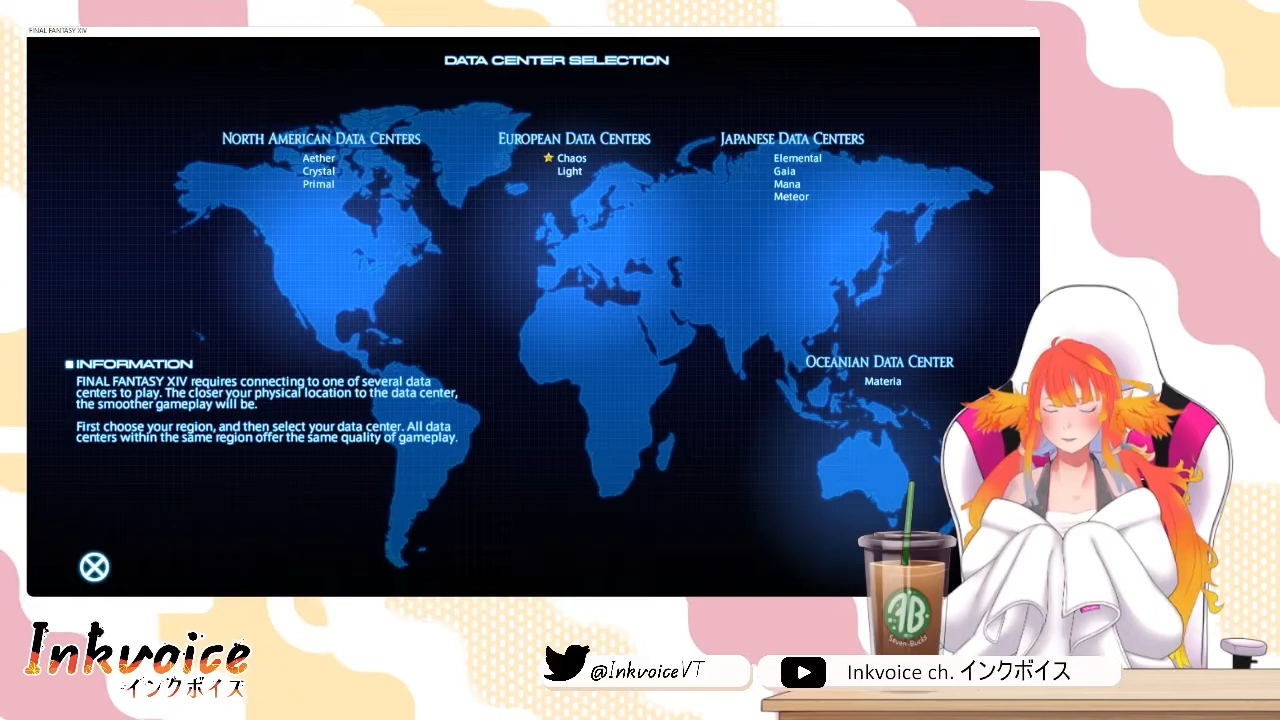 FINAL FANTASY XIV
DATA CENTER SELECTION
NORTH AMERICAN DATA CENTERS
Aether
Crystal
Primal
EUROPEAN DATA CENTERS
Chaos
Light
JAPANESE DATA CENTERS
Elemental
Gaia
Mana
Meteor
OCEANIAN DATA CENTER
Materia
INFORMATION
FINAL FANTASY XIV requires connecting to one of several data
centers to play. The closer your physical location to the data center,
the smoother gameplay will be.
First choose your region, and then select your data center. All data
centers within the same region offer the same quality of gameplay.
Seven-Bucks
Inkvoice
インクボイス
@InkvoiceVT
Inkvoice ch. インクボイス